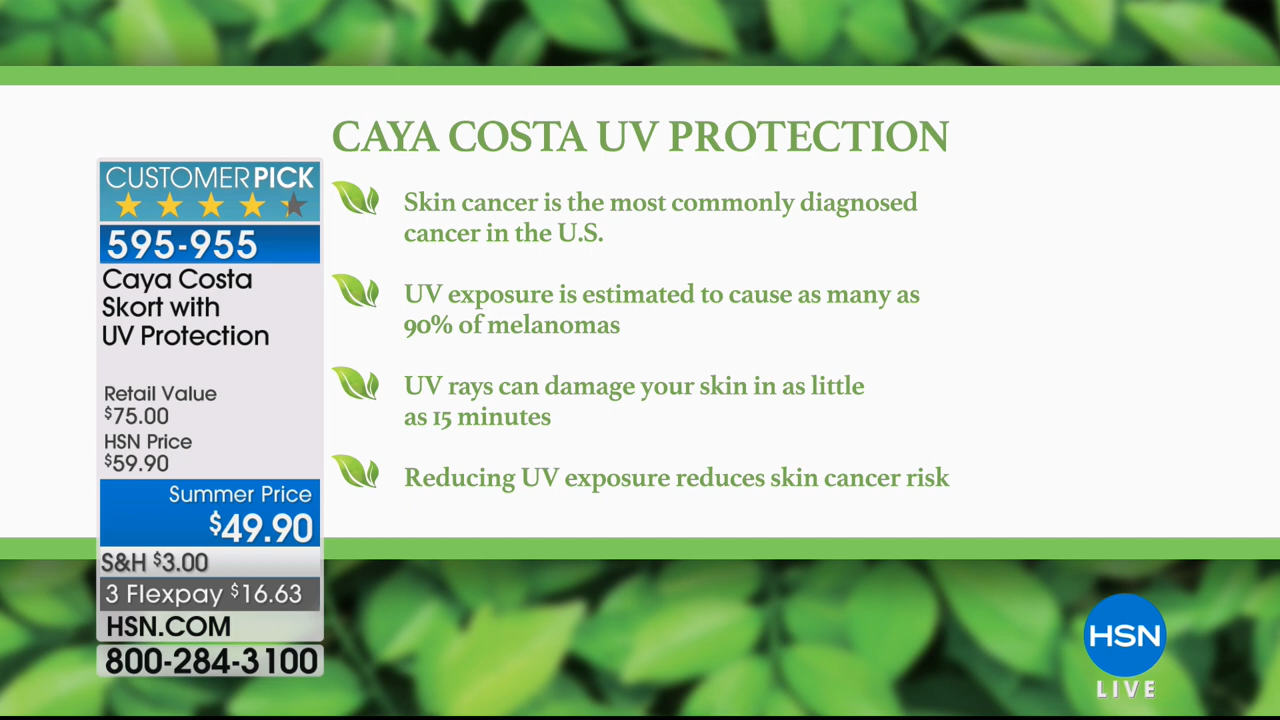 CAYA COSTA UV PROTECTION
Skin cancer is the most commonly diagnosed
cancer in the U.S.
UV exposure is estimated to cause as many as
90% of melanomas
UV rays can damage your skin in as little
as 15 minutes
Reducing UV exposure reduces skin cancer risk
CUSTOMERPICK
595-955
Caya Costa
Skort with
UV Protection
Retail Value
$75.00
HSN Price
$59.90
Summer Price
$49.90
S&H $3.00
3 Flexpay $16.63
HSN.COM
800-284-3100
HSN
LIVE